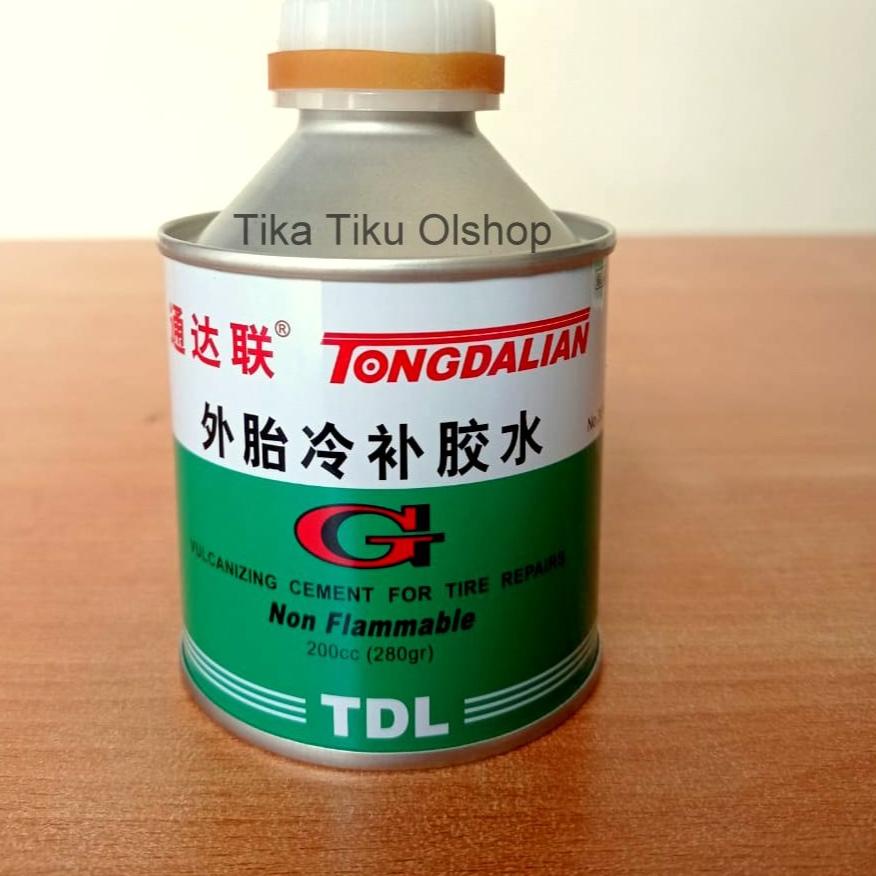 Tika Tiku Olshop
通达联® TONGDALIAN
外胎冷补胶水
G
VULCANIZING CEMENT FOR TIRE REPAIRS
Non Flammable
200cc (280gr)
TDL